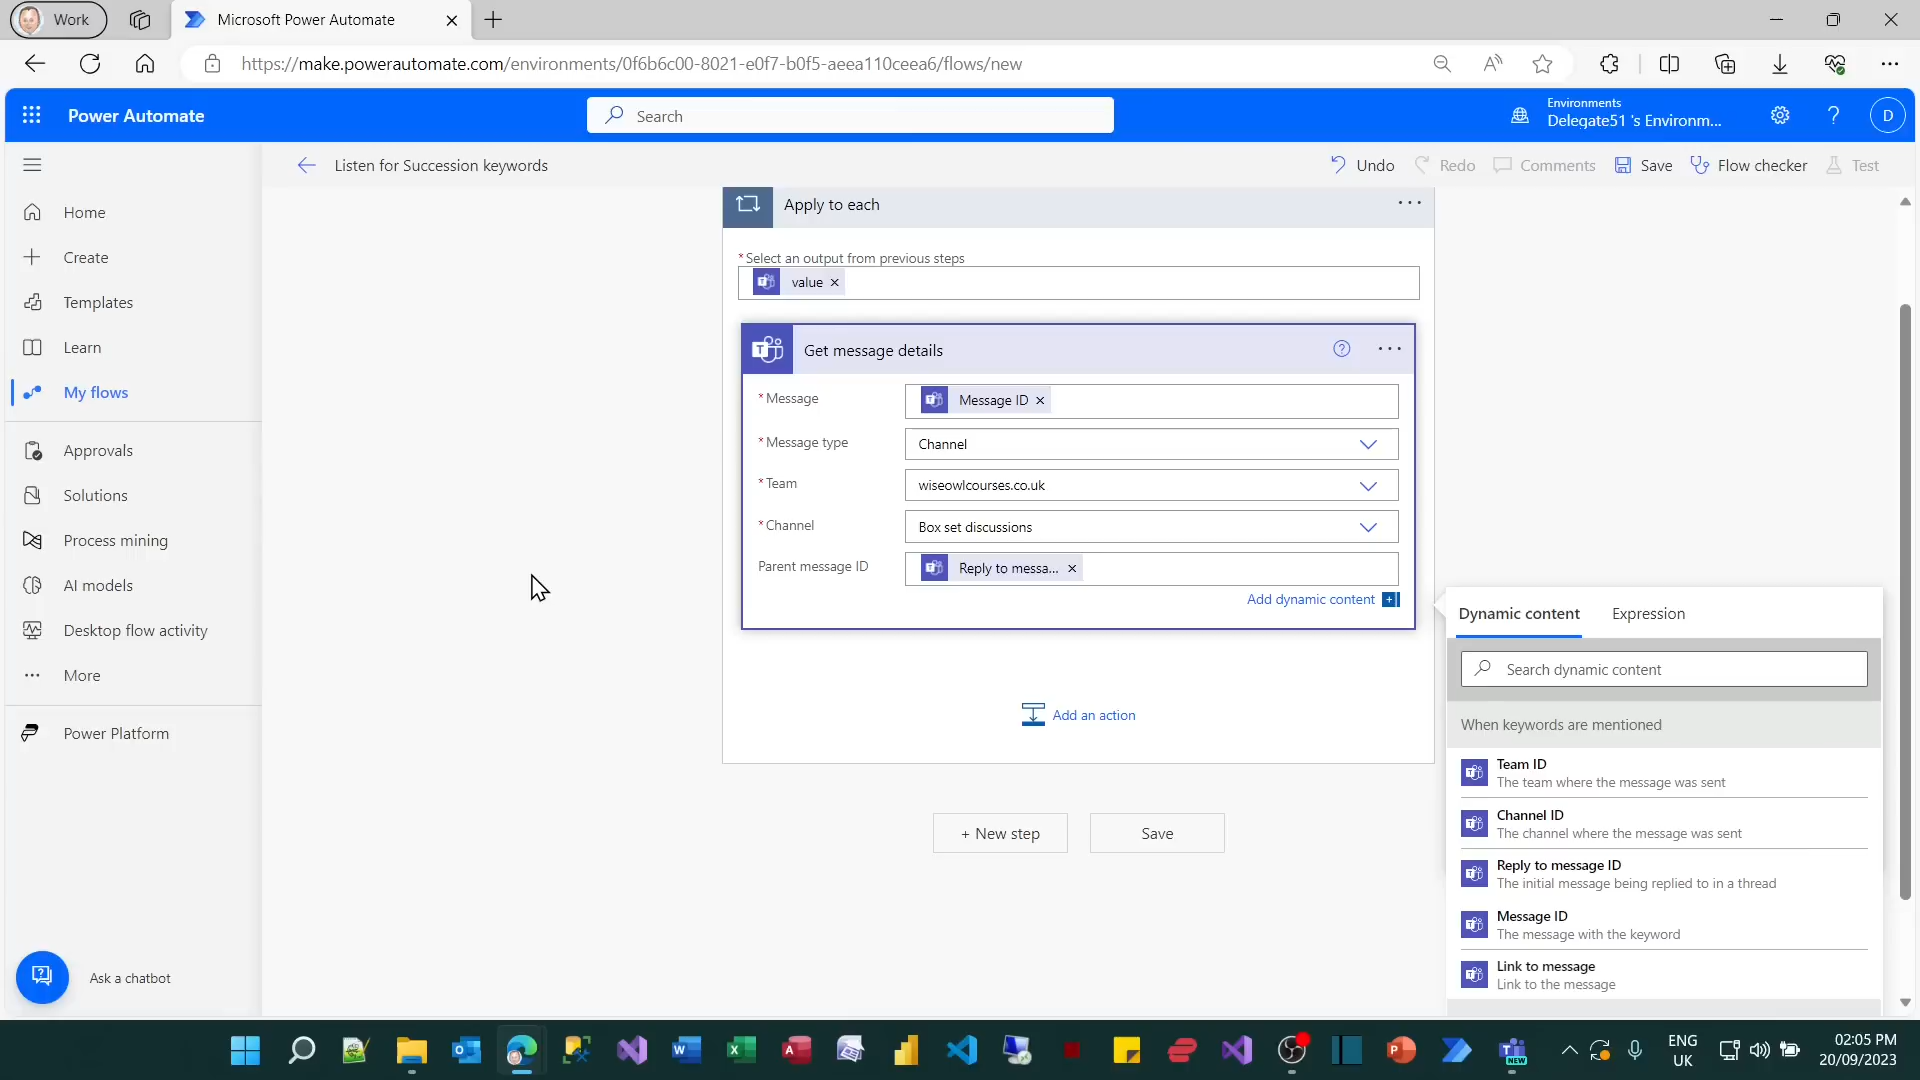 Work
Microsoft Power Automate
https://make.powerautomate.com/environments/0f6b6c00-8021-e0f7-b0f5-aeea110ceea6/flows/new
Power Automate
Search
Environments
Delegate51 's Environm...
D
Listen for Succession keywords
Undo
Redo
Comments
Save
Flow checker
Test
Home
Create
Templates
Learn
My flows
Approvals
Solutions
Process mining
AI models
Desktop flow activity
More
Power Platform
Ask a chatbot
Apply to each
* Select an output from previous steps
value
Get message details
* Message
Message ID
* Message type
Channel
* Team
wiseowlcourses.co.uk
* Channel
Box set discussions
Parent message ID
Reply to messa...
Add dynamic content
Add an action
+ New step
Save
Dynamic content
Expression
Search dynamic content
When keywords are mentioned
Team ID
The team where the message was sent
Channel ID
The channel where the message was sent
Reply to message ID
The initial message being replied to in a thread
Message ID
The message with the keyword
Link to message
Link to the message
NEW
ENG
UK
02:05 PM
20/09/2023